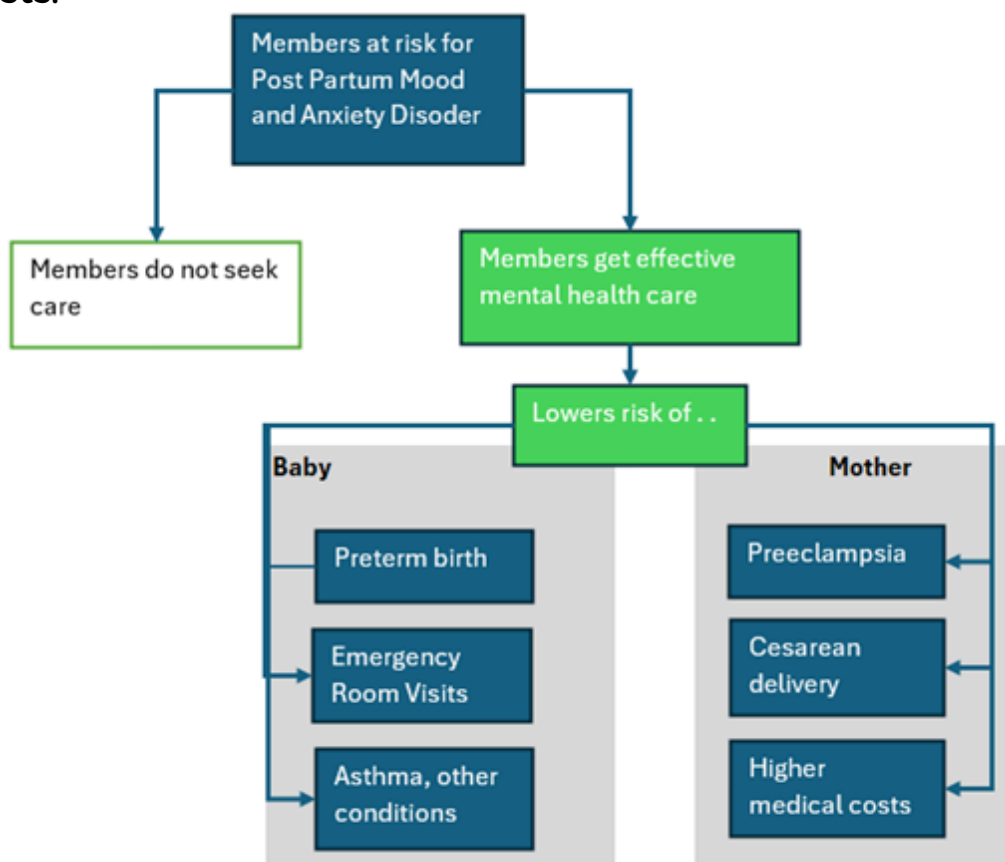 Members at risk for
Post Partum Mood
and Anxiety Disoder
Members do not seek
care
Members get effective
mental health care
Lowers risk of . .
Baby
Mother
Preterm birth
Emergency
Room Visits
Asthma, other
conditions
Preeclampsia
Cesarean
delivery
Higher
medical costs